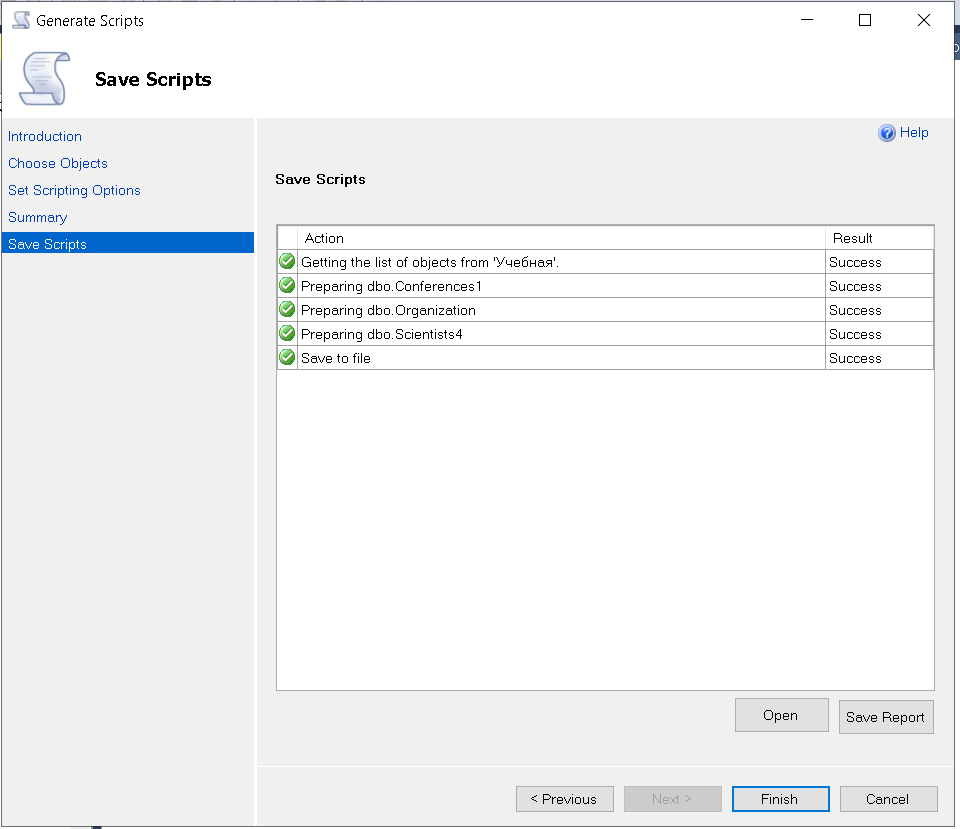 Generate Scripts
Save Scripts
Introduction
Choose Objects
Set Scripting Options
Summary
Save Scripts
Help
Save Scripts
Action Result
Getting the list of objects from 'Учебная'. Success
Preparing dbo.Conferences1 Success
Preparing dbo.Organization Success
Preparing dbo.Scientists4 Success
Save to file Success
Open Save Report
< Previous Next > Finish Cancel